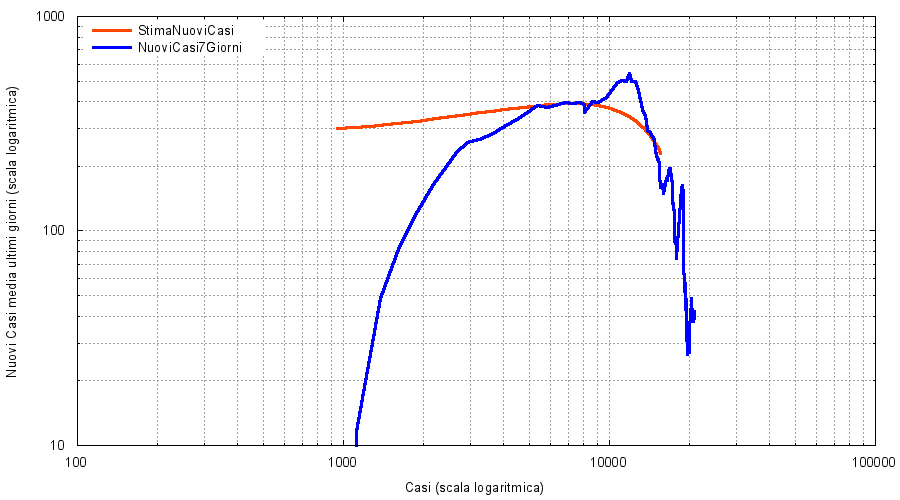 1000
StimaNuoviCasi
NuoviCasi7Giorni
100
10
Nuovi Casi media ultimi giorni (scala logaritmica)
100 1000 10000 100000
Casi (scala logaritmica)